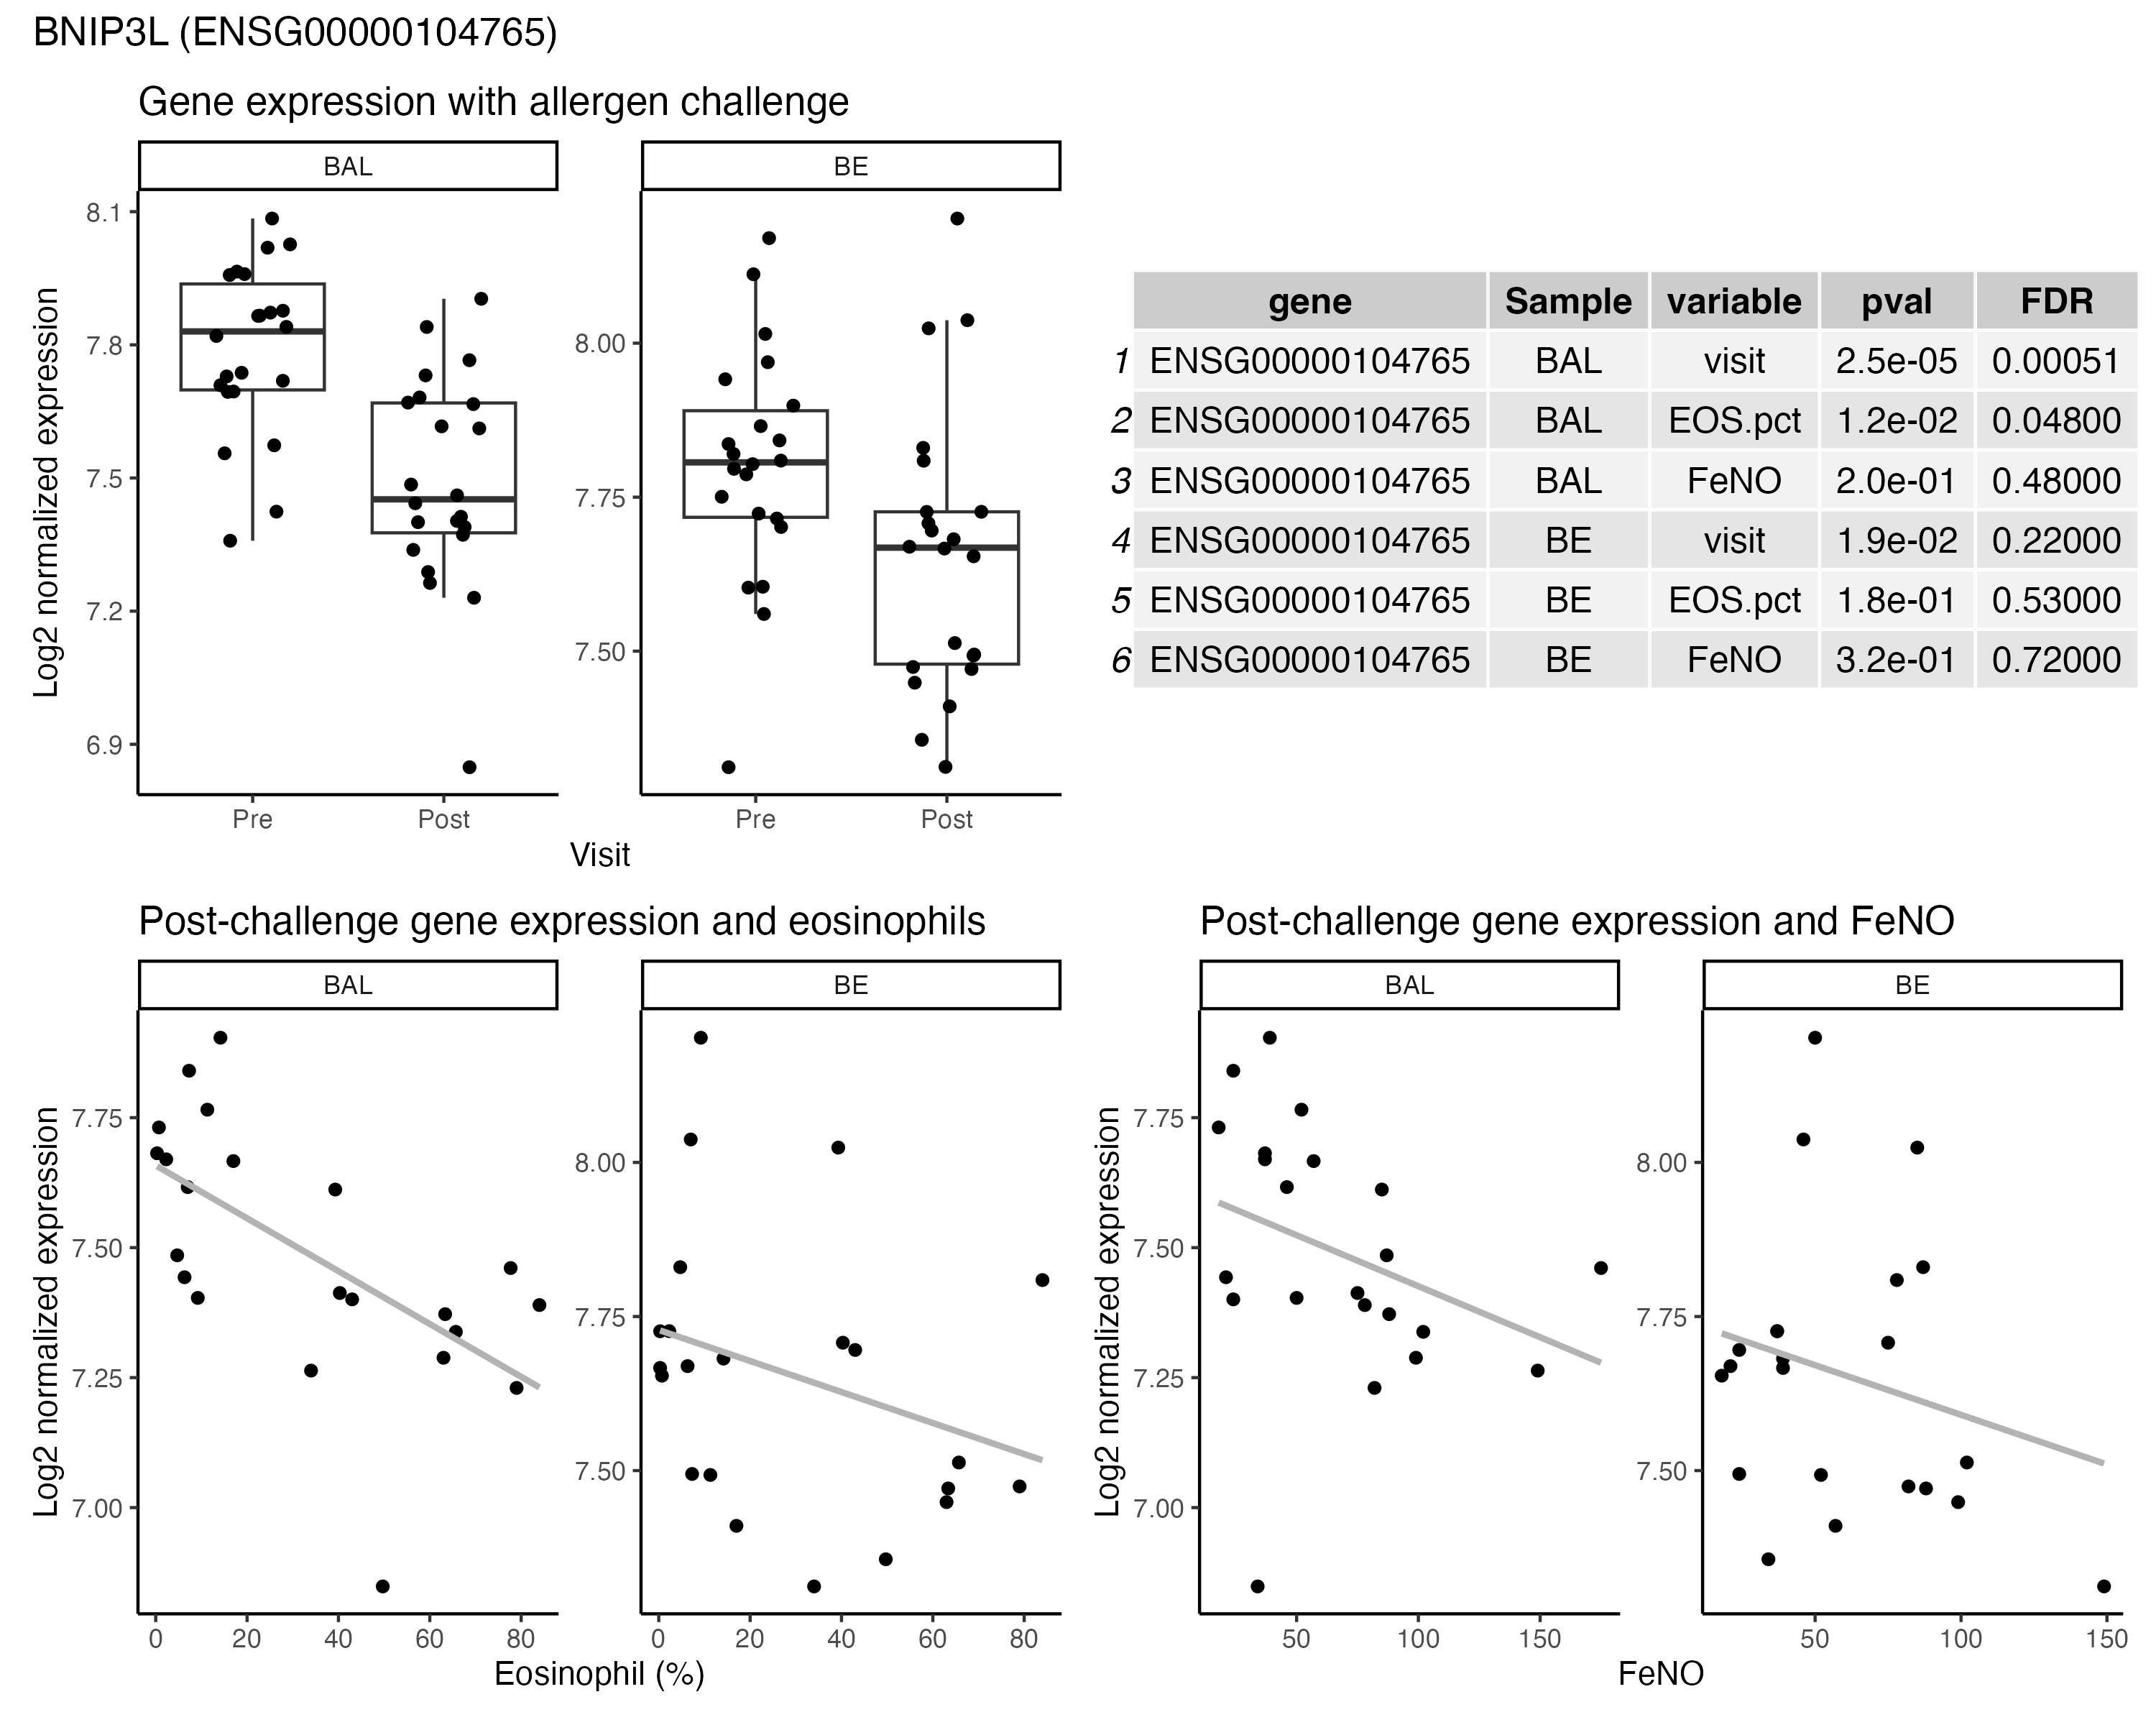 BNIP3L (ENSG00000104765)
Gene expression with allergen challenge
BAL
BE
Log2 normalized expression
8.1
7.8
7.5
7.2
6.9
8.00
7.75
7.50
Pre
Post
Pre
Post
Visit
gene Sample variable pval FDR
1 ENSG00000104765 BAL visit 2.5e-05 0.00051
2 ENSG00000104765 BAL EOS.pct 1.2e-02 0.04800
3 ENSG00000104765 BAL FeNO 2.0e-01 0.48000
4 ENSG00000104765 BE visit 1.9e-02 0.22000
5 ENSG00000104765 BE EOS.pct 1.8e-01 0.53000
6 ENSG00000104765 BE FeNO 3.2e-01 0.72000
Post-challenge gene expression and eosinophils
BAL
BE
Log2 normalized expression
7.75
7.50
7.25
7.00
8.00
7.75
7.50
0 20 40 60 80
0 20 40 60 80
Eosinophil (%)
Post-challenge gene expression and FeNO
BAL
BE
Log2 normalized expression
7.75
7.50
7.25
7.00
8.00
7.75
7.50
50 100 150
50 100 150
FeNO